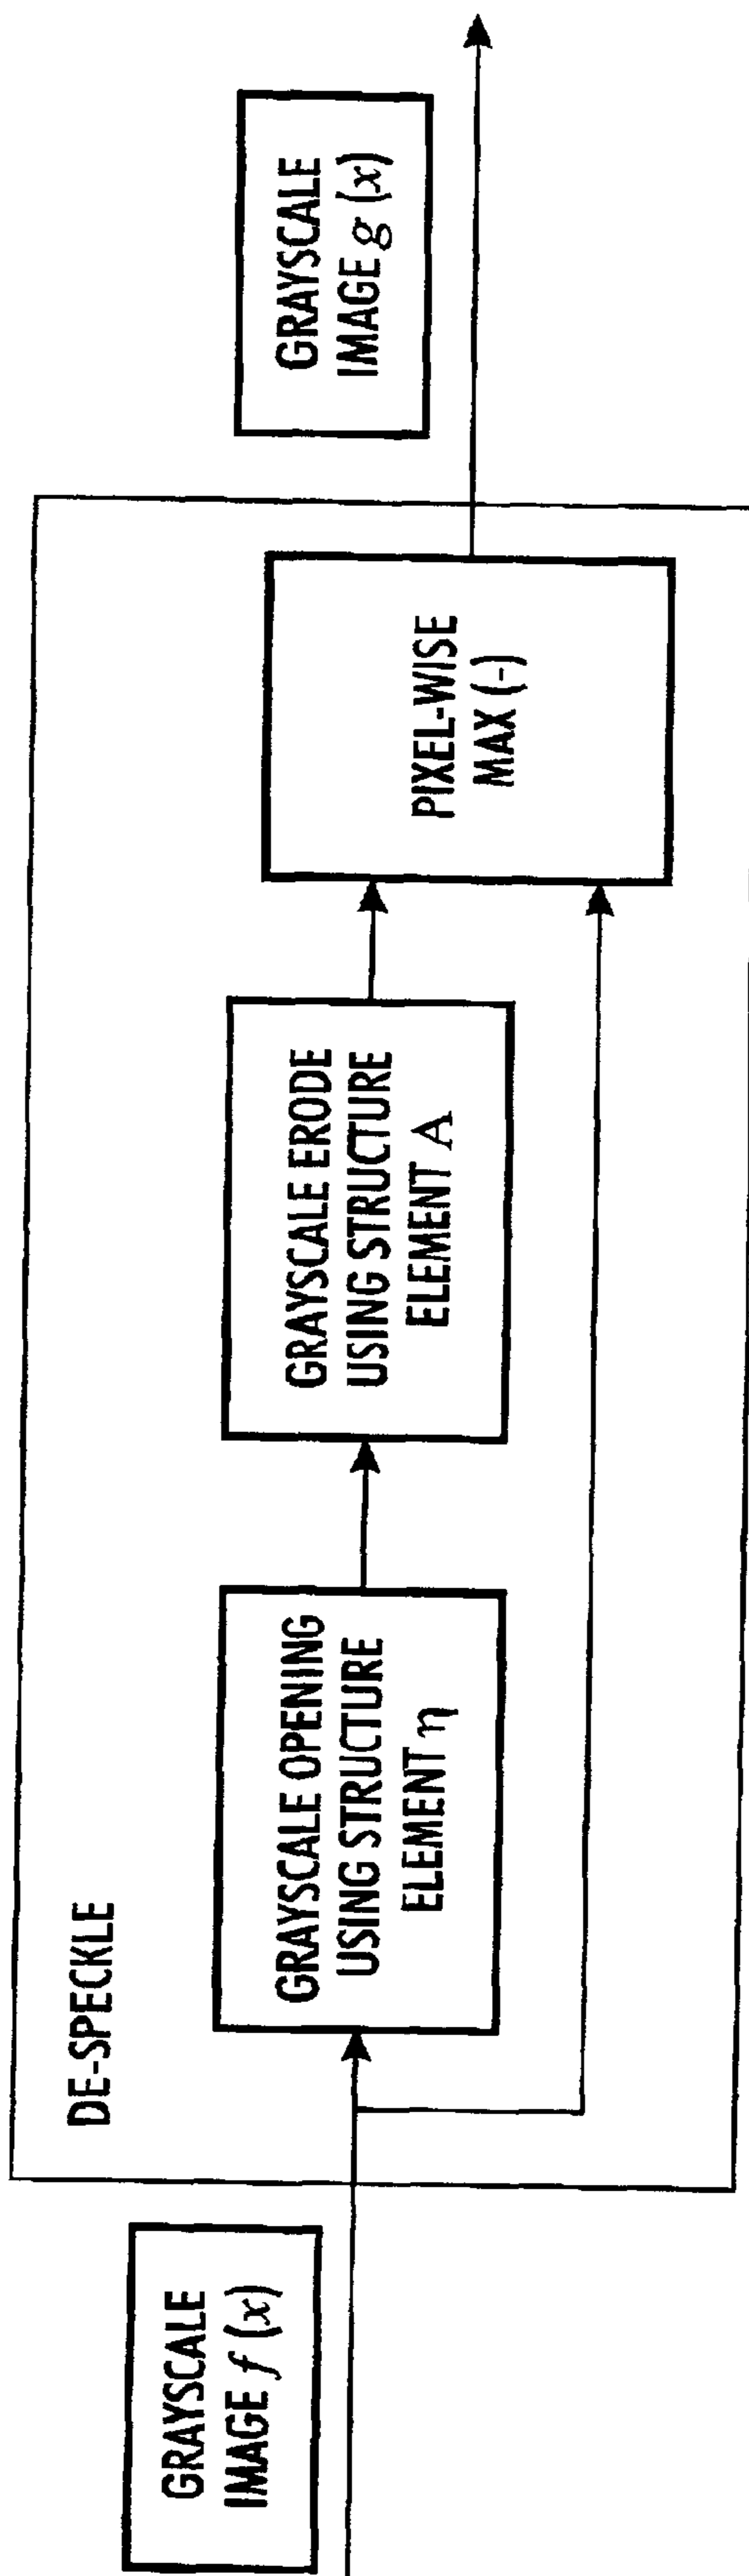 GRAYSCALE
IMAGE f (x)
DE-SPECKLE
GRAYSCALE OPENING
USING STRUCTURE
ELEMENT η
GRAYSCALE ERODE
USING STRUCTURE
ELEMENT A
PIXEL-WISE
MAX (-)
GRAYSCALE
IMAGE g (x)